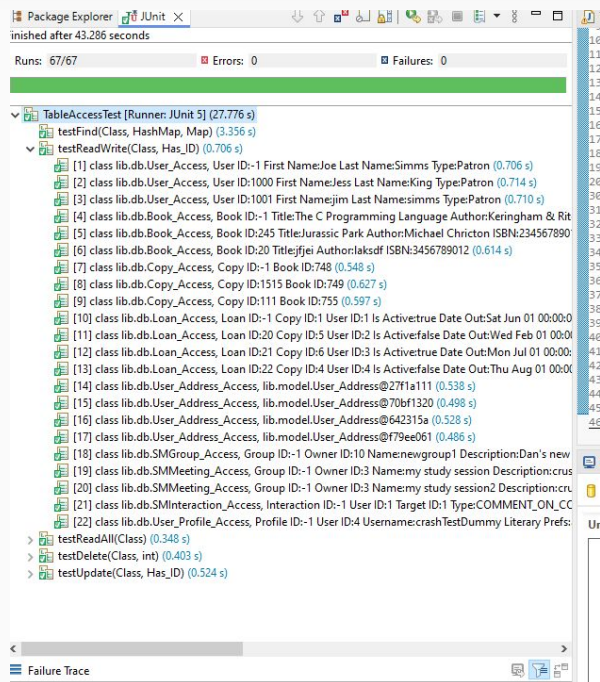 Package Explorer JUnit
Finished after 43.286 seconds
Runs: 67/67 Errors: 0 Failures: 0
TableAccessTest [Runner: JUnit 5] (27.776 s)
testFind(Class, HashMap, Map) (3.356 s)
testReadWrite(Class, Has_ID) (0.706 s)
[1] class lib.db.User_Access, User ID:-1 First Name:Joe Last Name:Simms Type:Patron (0.706 s)
[2] class lib.db.User_Access, User ID:1000 First Name:Jess Last Name:King Type:Patron (0.714 s)
[3] class lib.db.User_Access, User ID:1001 First Name:jim Last Name:simms Type:Patron (0.710 s)
[4] class lib.db.Book_Access, Book ID:-1 Title:The C Programming Language Author:Keringham & Rit
[5] class lib.db.Book_Access, Book ID:245 Title:Jurassic Park Author:Michael Chricton ISBN:234567890
[6] class lib.db.Book_Access, Book ID:20 Title:jfjei Author:laksdf ISBN:3456789012 (0.614 s)
[7] class lib.db.Copy_Access, Copy ID:-1 Book ID:748 (0.548 s)
[8] class lib.db.Copy_Access, Copy ID:1515 Book ID:749 (0.627 s)
[9] class lib.db.Copy_Access, Copy ID:111 Book ID:755 (0.597 s)
[10] class lib.db.Loan_Access, Loan ID:-1 Copy ID:1 User ID:1 Is Active:true Date Out:Sat Jun 01 00:00:0
[11] class lib.db.Loan_Access, Loan ID:20 Copy ID:5 User ID:2 Is Active:false Date Out:Wed Feb 01 00:00
[12] class lib.db.Loan_Access, Loan ID:21 Copy ID:6 User ID:3 Is Active:true Date Out:Mon Jul 01 00:00:
[13] class lib.db.Loan_Access, Loan ID:22 Copy ID:4 User ID:4 Is Active:false Date Out:Thu Aug 01 00:00
[14] class lib.db.User_Address_Access, lib.model.User_Address@27f1a111 (0.538 s)
[15] class lib.db.User_Address_Access, lib.model.User_Address@70bf1320 (0.498 s)
[16] class lib.db.User_Address_Access, lib.model.User_Address@642315a (0.528 s)
[17] class lib.db.User_Address_Access, lib.model.User_Address@f79ee061 (0.486 s)
[18] class lib.db.SMGroup_Access, Group ID:-1 Owner ID:10 Name:newgroup1 Description:Dan's new
[19] class lib.db.SMMeeting_Access, Group ID:-1 Owner ID:3 Name:my study session Description:crus
[20] class lib.db.SMMeeting_Access, Group ID:-1 Owner ID:3 Name:my study session2 Description:cru
[21] class lib.db.SMInteraction_Access, Interaction ID:-1 User ID:1 Target ID:1 Type:COMMENT_ON_CC
[22] class lib.db.User_Profile_Access, Profile ID:-1 User ID:4 Username:crashTestDummy Literary Prefs:
testReadAll(Class) (0.348 s)
testDelete(Class, int) (0.403 s)
testUpdate(Class, Has_ID) (0.524 s)
Failure Trace